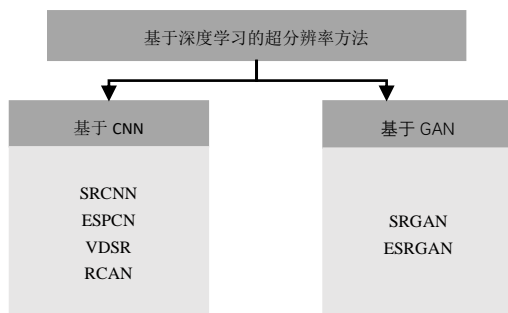 基于深度学习的超分辨率方法
基于 CNN
SRCNN
ESPCN
VDSR
RCAN
基于 GAN
SRGAN
ESRGAN